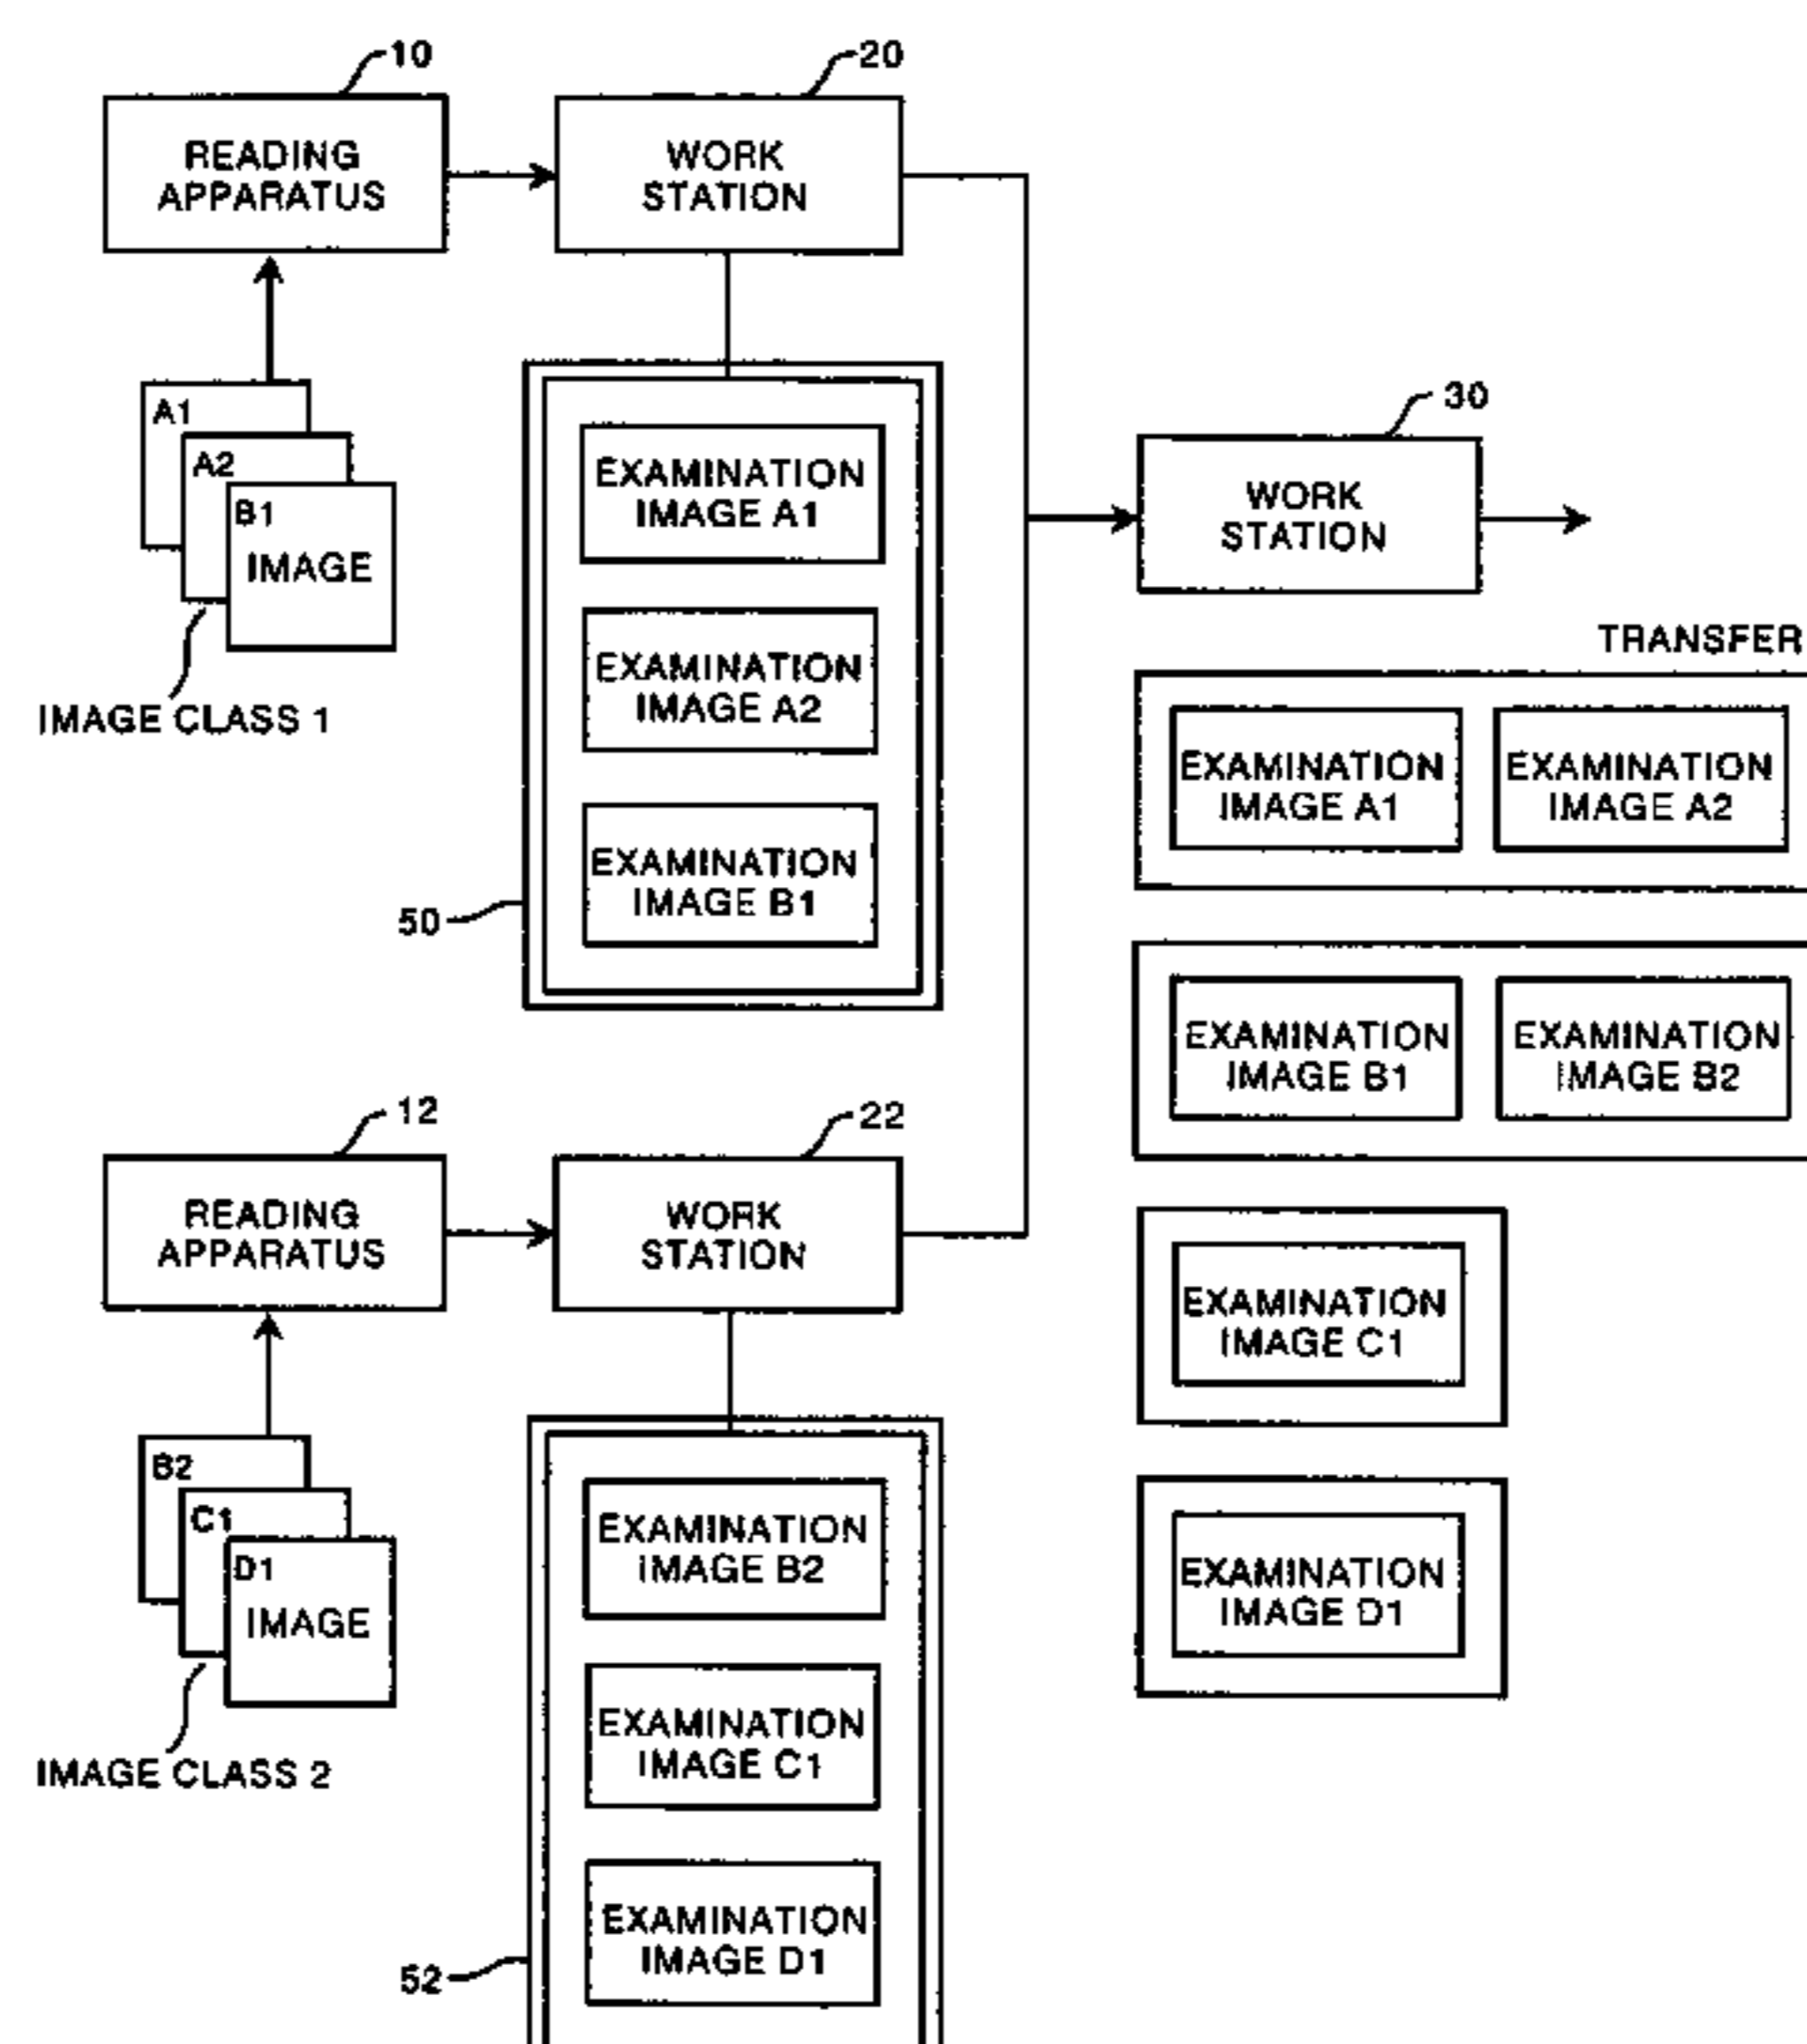 10
20
READING
APPARATUS
WORK
STATION
A1
A2
B1
IMAGE
IMAGE CLASS 1
EXAMINATION
IMAGE A1
EXAMINATION
IMAGE A2
EXAMINATION
IMAGE B1
50
30
WORK
STATION
TRANSFER
EXAMINATION
IMAGE A1
EXAMINATION
IMAGE A2
EXAMINATION
IMAGE B1
EXAMINATION
IMAGE B2
EXAMINATION
IMAGE C1
EXAMINATION
IMAGE D1
12
22
READING
APPARATUS
WORK
STATION
B2
C1
D1
IMAGE
IMAGE CLASS 2
EXAMINATION
IMAGE B2
EXAMINATION
IMAGE C1
EXAMINATION
IMAGE D1
52